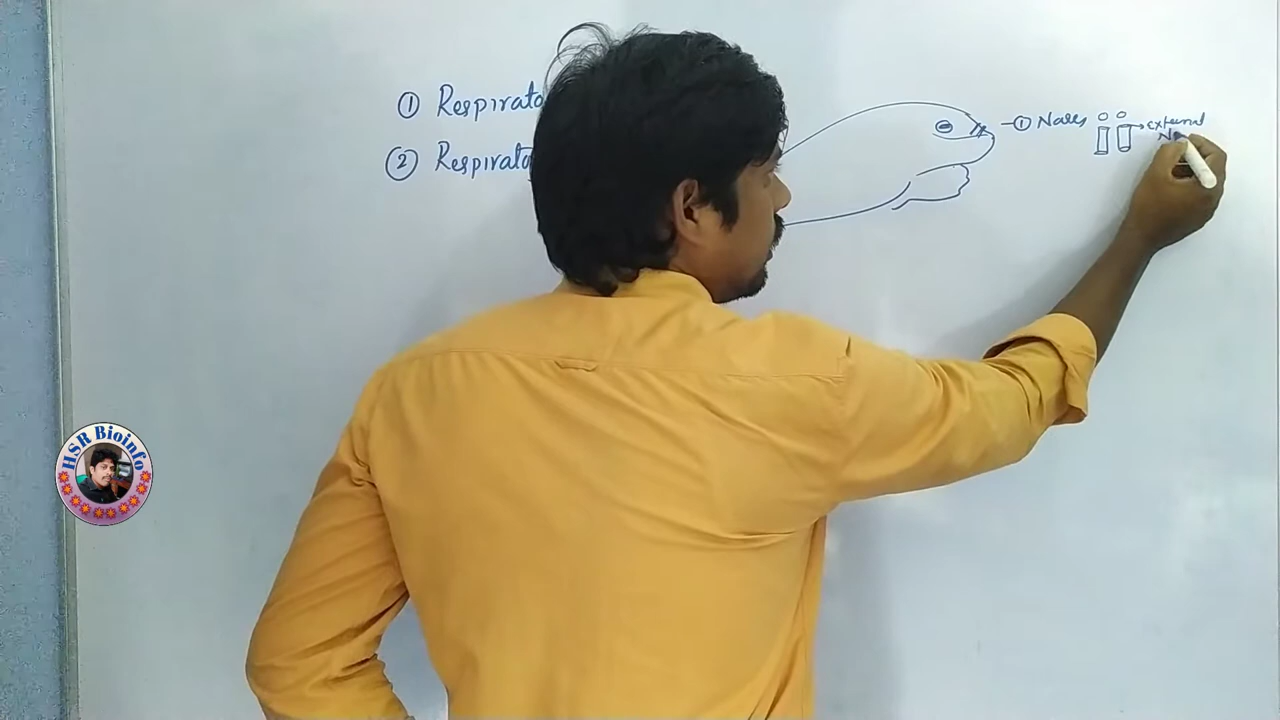 ① Respirato
② Respirato
① Nares
External
HSR Bioinfo